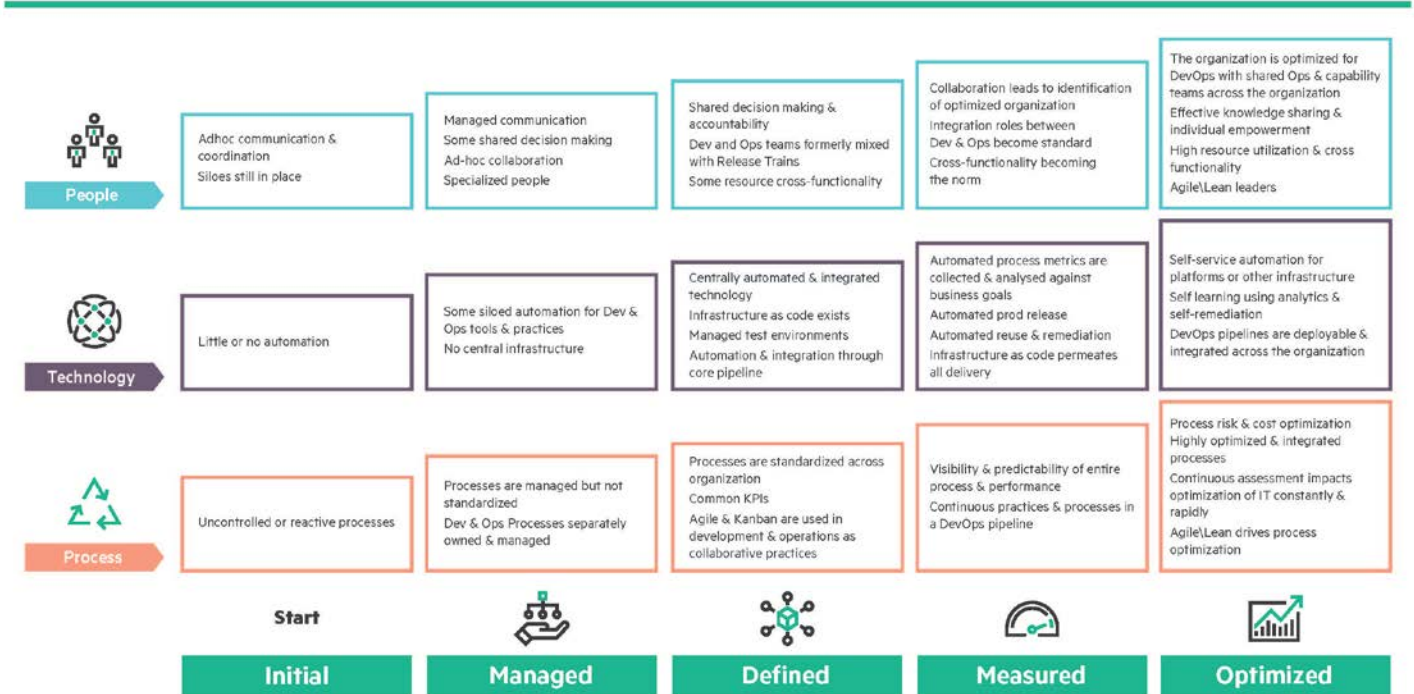 People
Adhoc communication &
coordination
Siloes still in place
Managed communication
Some shared decision making
Ad-hoc collaboration
Specialized people
Shared decision making &
accountability
Dev and Ops teams formerly mixed
with Release Trains
Some resource cross-functionality
Collaboration leads to identification
of optimized organization
Integration roles between
Dev & Ops become standard
Cross-functionality becoming
the norm
The organization is optimized for
DevOps with shared Ops & capability
teams across the organization
Effective knowledge sharing &
individual empowerment
High resource utilization & cross
functionality
Agile\Lean leaders
Technology
Little or no automation
Some siloed automation for Dev &
Ops tools & practices
No central infrastructure
Centrally automated & integrated
technology
Infrastructure as code exists
Managed test environments
Automation & integration through
core pipeline
Automated process metrics are
collected & analysed against
business goals
Automated prod release
Automated reuse & remediation
Infrastructure as code permeates
all delivery
Self-service automation for
platforms or other infrastructure
Self learning using analytics &
self-remediation
DevOps pipelines are deployable &
integrated across the organization
Process
Uncontrolled or reactive processes
Processes are managed but not
standardized
Dev & Ops Processes separately
owned & managed
Processes are standardized across
organization
Common KPIs
Agile & Kanban are used in
development & operations as
collaborative practices
Visibility & predictability of entire
process & performance
Continuous practices & processes in
a DevOps pipeline
Process risk & cost optimization
Highly optimized & integrated
processes
Continuous assessment impacts
optimization of IT constantly &
rapidly
Agile\Lean drives process
optimization
Start
Initial
Managed
Defined
Measured
Optimized